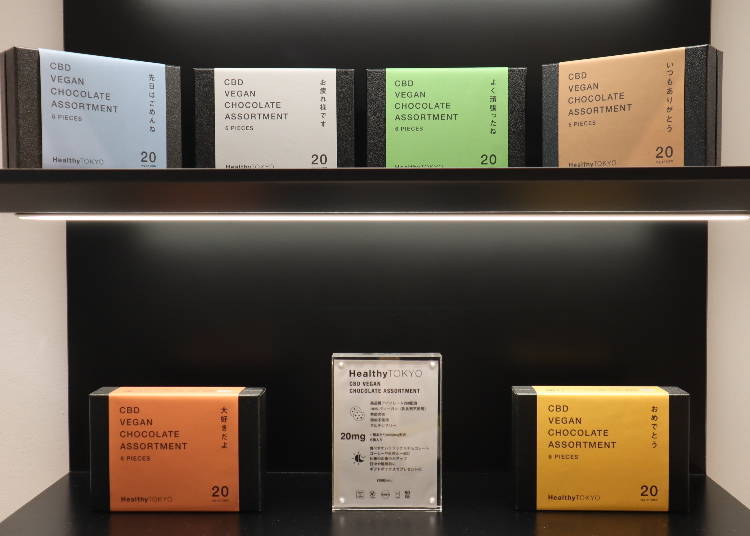 CBD
VEGAN
CHOCOLATE
ASSORTMENT
6 PIECES
先日はごめんね
HealthyTOKYO
20
CBD
VEGAN
CHOCOLATE
ASSORTMENT
6 PIECES
お疲れ様です
HealthyTOKYO
20
CBD
VEGAN
CHOCOLATE
ASSORTMENT
6 PIECES
よく頑張ったね
HealthyTOKYO
20
CBD
VEGAN
CHOCOLATE
ASSORTMENT
6 PIECES
いつもありがとう
HealthyTOKYO
20
CBD
VEGAN
CHOCOLATE
ASSORTMENT
6 PIECES
大好きだよ
HealthyTOKYO
20
HealthyTOKYO
CBD VEGAN
CHOCOLATE ASSORTMENT
20mg
CBD
VEGAN
CHOCOLATE
ASSORTMENT
6 PIECES
おめでとう
HealthyTOKYO
20